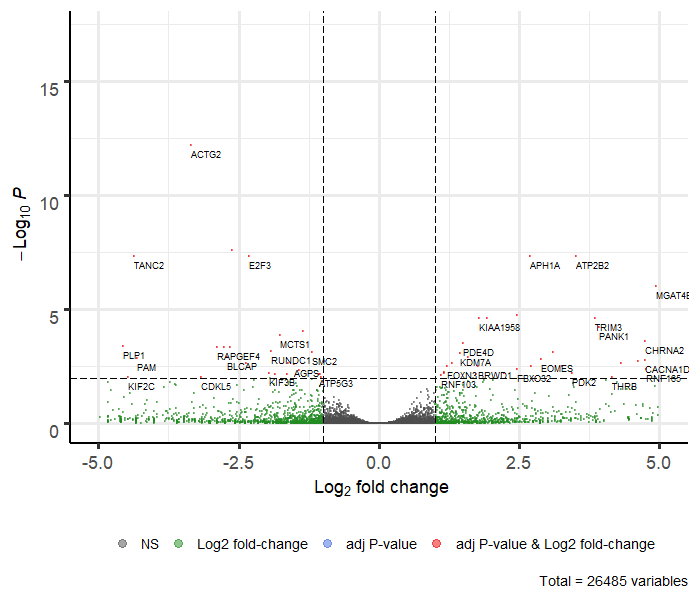 15
10
5
0
−Log10 P
ACTG2
TANC2
E2F3
APH1A
ATP2B2
MGAT4B
KIAA1958
TRIM3
PANK1
MCTS1
PLP1
RAPGEF4
RUNDC1
SMC2
PDE4D
CHRNA2
PAM
BLCAP
AGPS
KDM7A
EOMES
CACNA1D
KIF2C
CDKL5
KIF3B
ATP5G3
FOXN3
BRWD1
RNF103
FBXO32
PDK2
THRB
RNF165
-5.0
-2.5
0.0
2.5
5.0
Log2 fold change
NS Log2 fold-change adj P-value adj P-value & Log2 fold-change
Total = 26485 variables